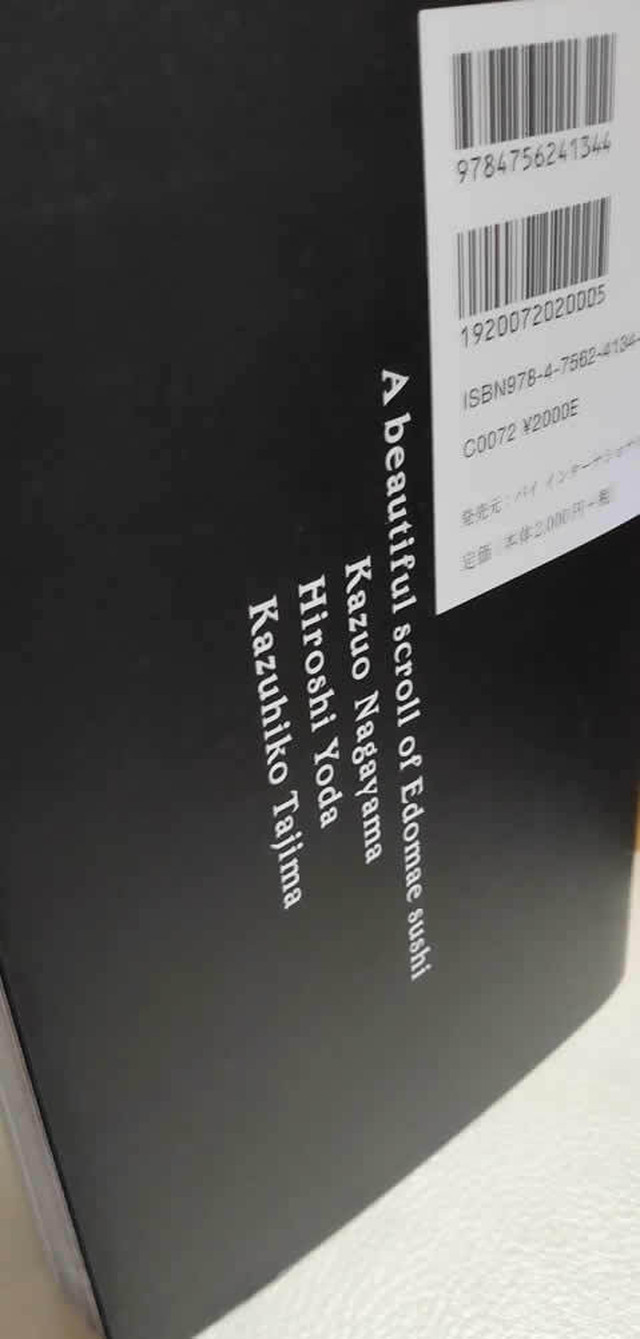 9784756241344
1920072020005
ISBN978-4-7562-4134-
C0072 ¥2000E
発売元：パイ インターナショナル
定価（本体2,000円＋税）
A beautiful scroll of Edomae sushi
Kazuo Nagayama
Hiroshi Yoda
Kazuhiko Tajima